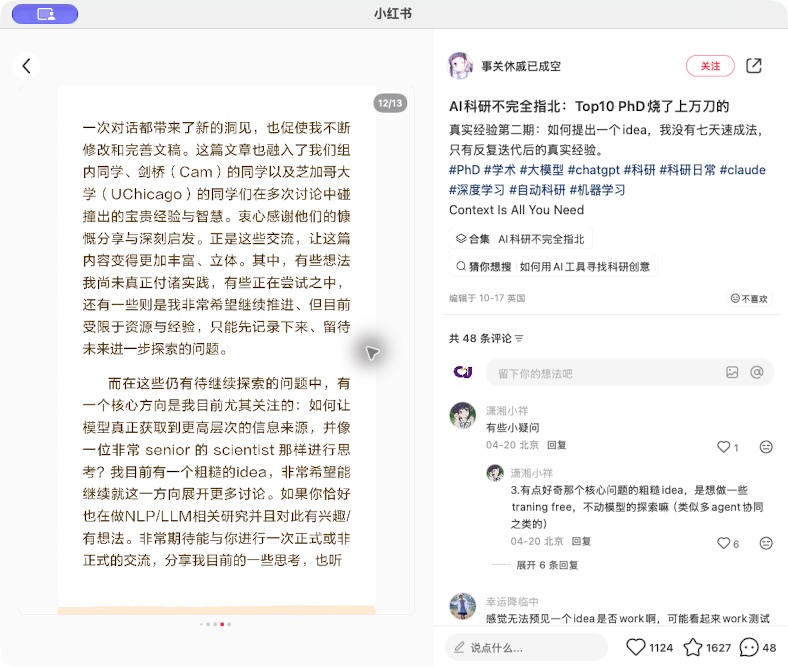 小红书
12/13
一次对话都带来了新的洞见，也促使我不断
修改和完善文稿。这篇文章也融入了我们组
内同学、剑桥（Cam）的同学以及芝加哥大
学（UChicago）的同学们在多次讨论中碰
撞出的宝贵经验与智慧。衷心感谢他们的慷
慨分享与深刻启发。正是这些交流，让这篇
内容变得更加丰富、立体。其中，有些想法
我尚未真正付诸实践，有些正在尝试之中，
还有一些则是我非常希望继续推进、但目前
受限于资源与经验，只能先记录下来、留待
未来进一步探索的问题。
而在这些仍有待继续探索的问题中，有
一个核心方向是我目前尤其关注的：如何让
模型真正获取到更高层次的信息来源，并像
一位非常 senior 的 scientist 那样进行思
考？我目前有一个粗糙的idea，非常希望能
继续就这一方向展开更多讨论。如果你恰好
也在做NLP/LLM相关研究并且对此有兴趣/
有想法。非常期待能与你进行一次正式或非
正式的交流，分享我目前的一些思考，也听
事关休戚已成空
关注
AI科研不完全指北：Top10 PhD烧了上万刀的
真实经验第二期：如何提出一个idea，我没有七天速成法，
只有反复迭代后的真实经验。
#PhD #学术 #大模型 #chatgpt #科研 #科研日常 #claude
#深度学习 #自动科研 #机器学习
Context Is All You Need
合集 AI科研不完全指北
猜你想搜 如何用AI工具寻找科研创意
编辑于 10-17 英国
不喜欢
共 48 条评论
CJ
留下你的想法吧
潇湘小祥
有些小疑问
04-20 北京 回复
1
潇湘小祥
3.有点好奇那个核心问题的粗糙idea，是想做一些
traning free，不动模型的探索嘛（类似多agent协同
之类的）
04-20 北京 回复
6
展开 6 条回复
幸运降临中
感觉无法预见一个idea是否work啊，可能看起来work测试
说点什么...
1124
1627
48